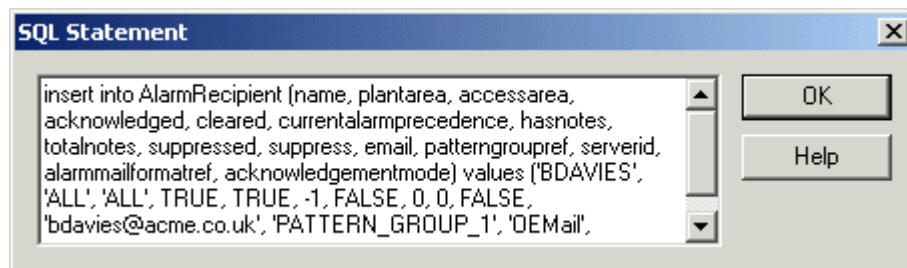 SQL Statement
insert into AlarmRecipient (name, plantarea, accessarea,
acknowledged, cleared, currentalarmprecedence, hasnotes,
totalnotes, suppressed, suppress, email, patterngroupref, serverid,
alarmmailformatref, acknowledgementmode) values ('BDAVIES',
'ALL', 'ALL', TRUE, TRUE, -1, FALSE, 0, 0, FALSE,
'bdavies@acme.co.uk', 'PATTERN_GROUP_1', 'OEMail',
OK
Help